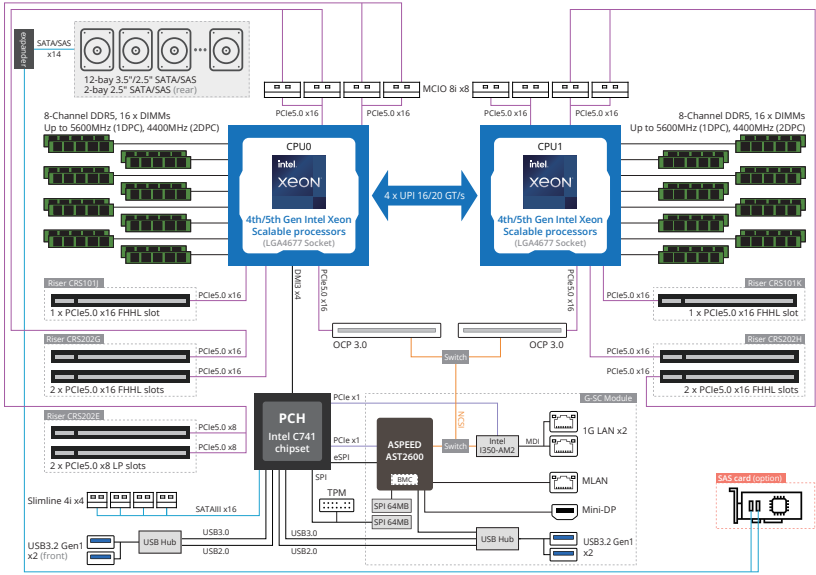 expander
SATA/SAS
x14
12-bay 3.5"/2.5" SATA/SAS
2-bay 2.5" SATA/SAS (rear)
MCIO 8i x8
PCIe5.0 x16
PCIe5.0 x16
PCIe5.0 x16
PCIe5.0 x16
8-Channel DDR5, 16 x DIMMs
Up to 5600MHz (1DPC), 4400MHz (2DPC)
8-Channel DDR5, 16 x DIMMs
Up to 5600MHz (1DPC), 4400MHz (2DPC)
CPU0
intel.
xeon
4th/5th Gen Intel Xeon
Scalable processors
(LGA4677 Socket)
4 x UPI 16/20 GT/s
CPU1
intel.
xeon
4th/5th Gen Intel Xeon
Scalable processors
(LGA4677 Socket)
Riser CRS101J
PCIe5.0 x16
1 x PCIe5.0 x16 FHHL slot
DMI3 x4
PCIe5.0 x16
PCIe5.0 x16
PCIe5.0 x16
Riser CRS101K
1 x PCIe5.0 x16 FHHL slot
OCP 3.0
OCP 3.0
Riser CRS202G
PCIe5.0 x16
PCIe5.0 x16
2 x PCIe5.0 x16 FHHL slots
Switch
PCIe5.0 x16
PCIe5.0 x16
Riser CRS202H
2 x PCIe5.0 x16 FHHL slots
Riser CRS202E
PCIe5.0 x8
PCIe5.0 x8
2 x PCIe5.0 x8 LP slots
PCH
Intel C741
chipset
PCIe x1
PCIe x1
eSPI
SPI
G-SC Module
NCSI
ASPEED
AST2600
BMC
Switch
Intel
I350-AM2
MDI
1G LAN x2
MLAN
Mini-DP
SPI 64MB
SPI 64MB
TPM
Slimline 4i x4
SATAIII x16
USB3.2 Gen1
x2 (front)
USB Hub
USB3.0
USB2.0
USB3.0
USB2.0
USB Hub
USB3.2 Gen1
x2
SAS card (option)